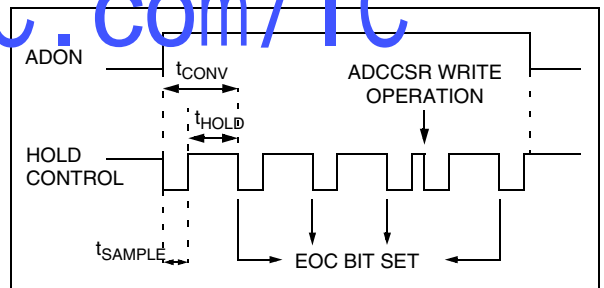 c.com/IC
ADON
tCONV
ADCCSR WRITE
OPERATION
tHOLD
HOLD
CONTROL
tSAMPLE
EOC BIT SET